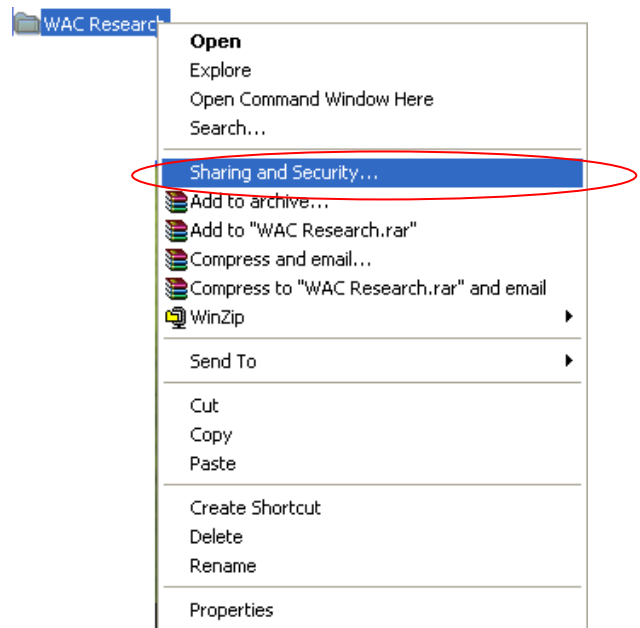 WAC Research
Open
Explore
Open Command Window Here
Search...
Sharing and Security...
Add to archive...
Add to "WAC Research.rar"
Compress and email...
Compress to "WAC Research.rar" and email
WinZip
Send To
Cut
Copy
Paste
Create Shortcut
Delete
Rename
Properties